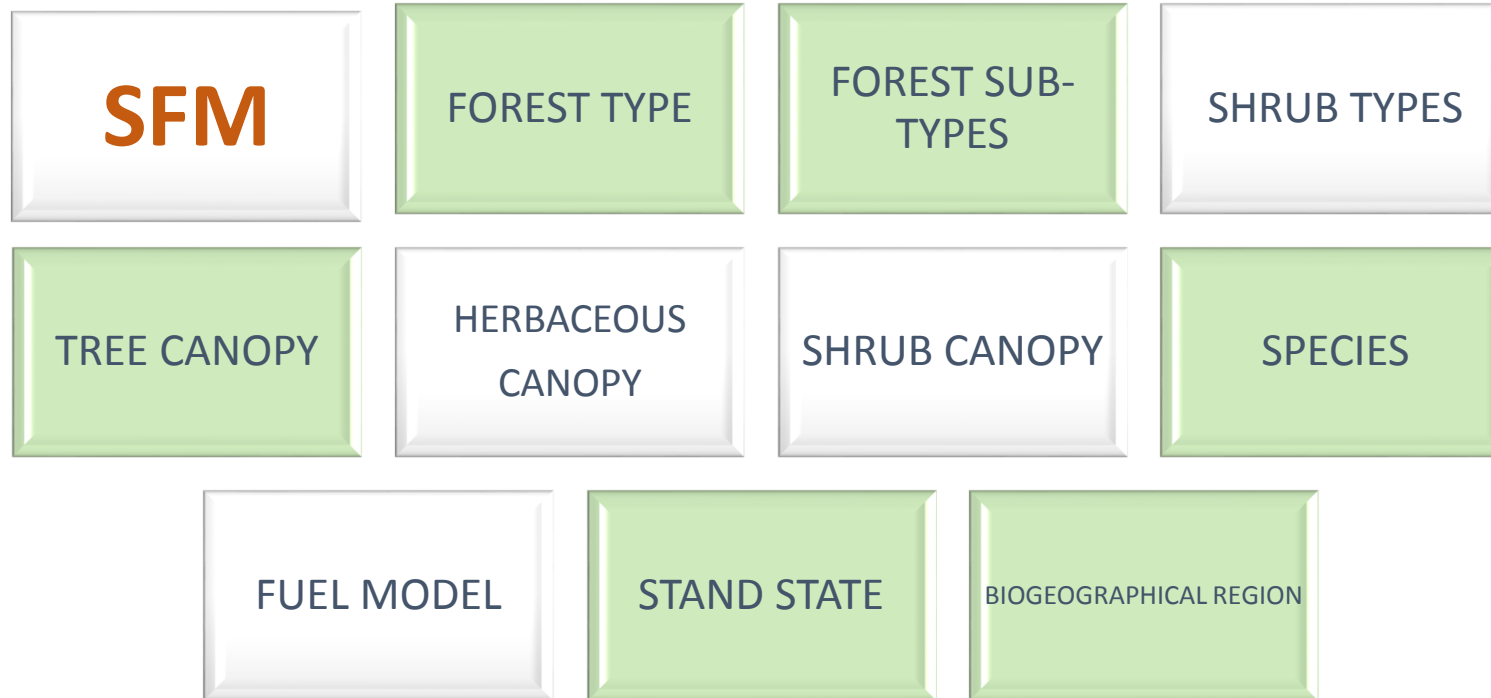 SFM
FOREST TYPE
FOREST SUB-
TYPES
SHRUB TYPES
TREE CANOPY
HERBACEOUS
CANOPY
SHRUB CANOPY
SPECIES
FUEL MODEL
STAND STATE
BIOGEOGRAPHICAL REGION